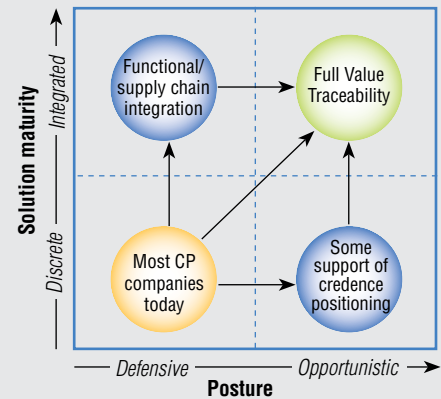 Solution maturity
Integrated
Discrete
Functional/
supply chain
integration
Full Value
Traceability
Most CP
companies
today
Some
support of
credence
positioning
Defensive
Opportunistic
Posture